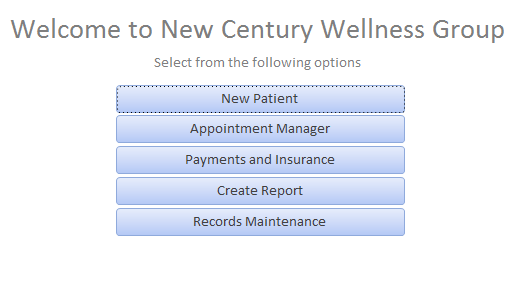 Welcome to New Century Wellness Group
Select from the following options
New Patient
Appointment Manager
Payments and Insurance
Create Report
Records Maintenance